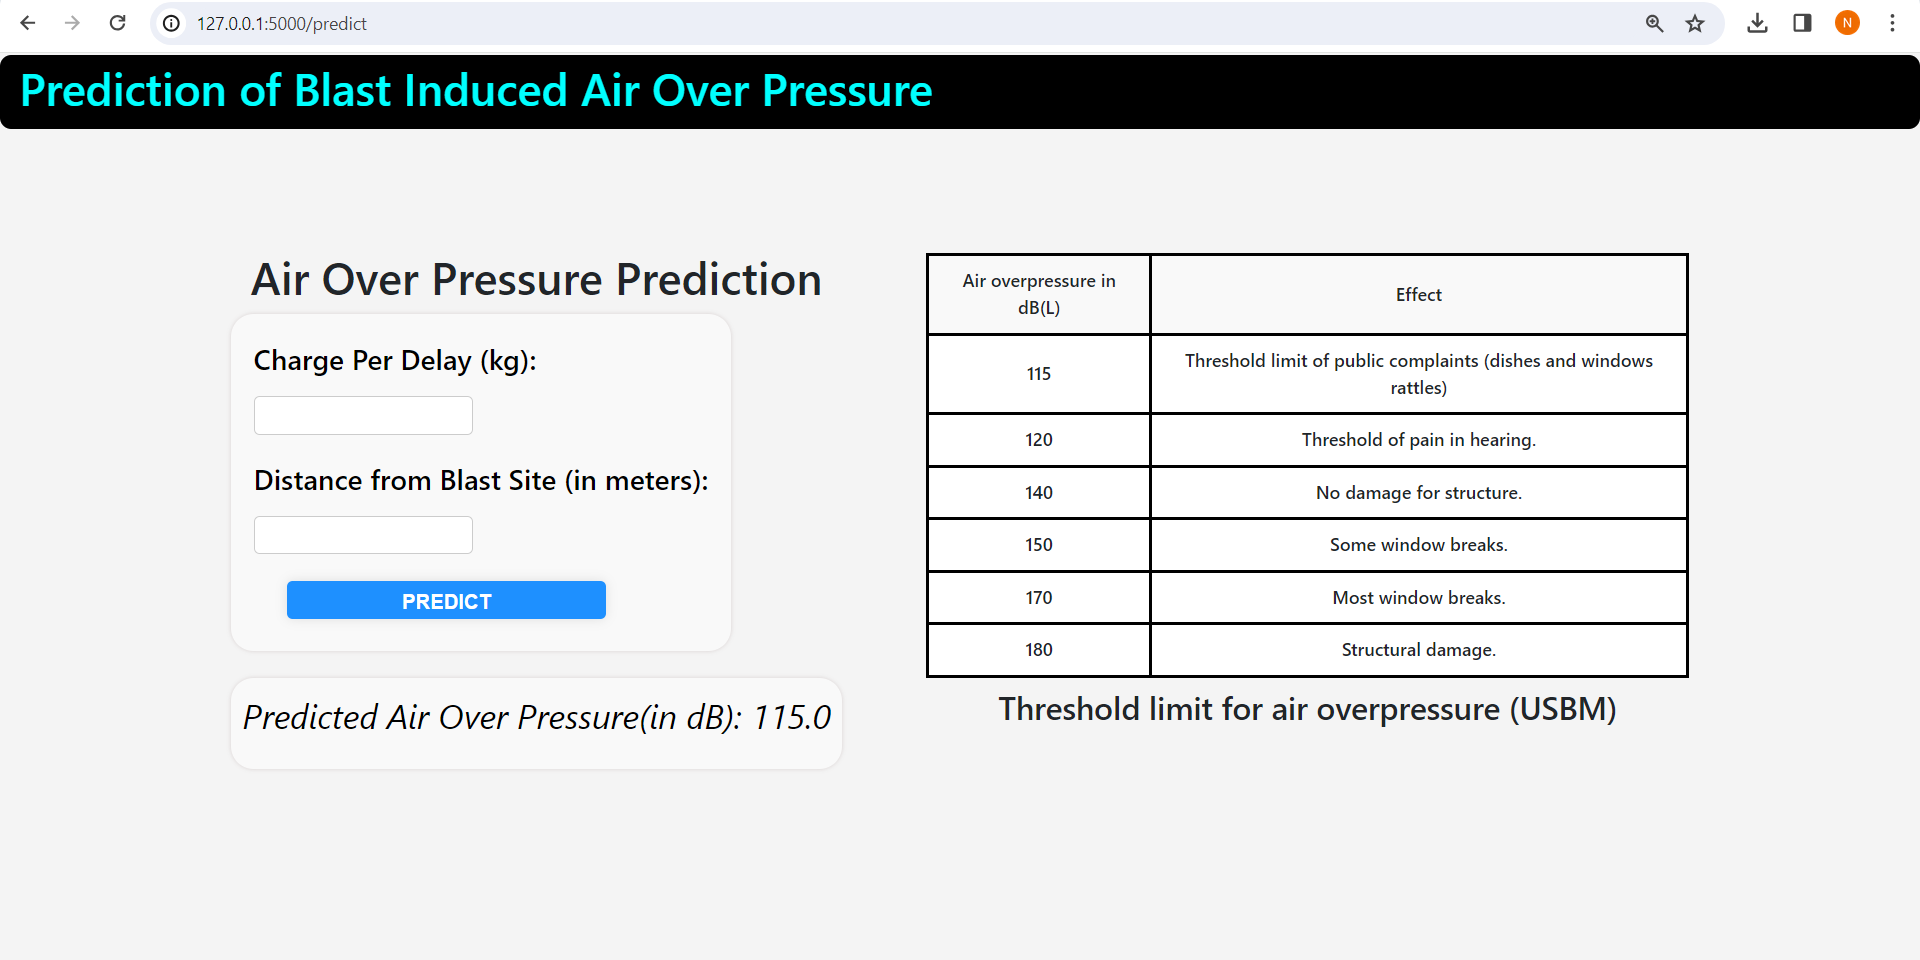 127.0.0.1:5000/predict
N
Prediction of Blast Induced Air Over Pressure
Air Over Pressure Prediction
Charge Per Delay (kg):
Distance from Blast Site (in meters):
PREDICT
Predicted Air Over Pressure(in dB): 115.0
Air overpressure in
dB(L)
Effect
115
Threshold limit of public complaints (dishes and windows
rattles)
120
Threshold of pain in hearing.
140
No damage for structure.
150
Some window breaks.
170
Most window breaks.
180
Structural damage.
Threshold limit for air overpressure (USBM)